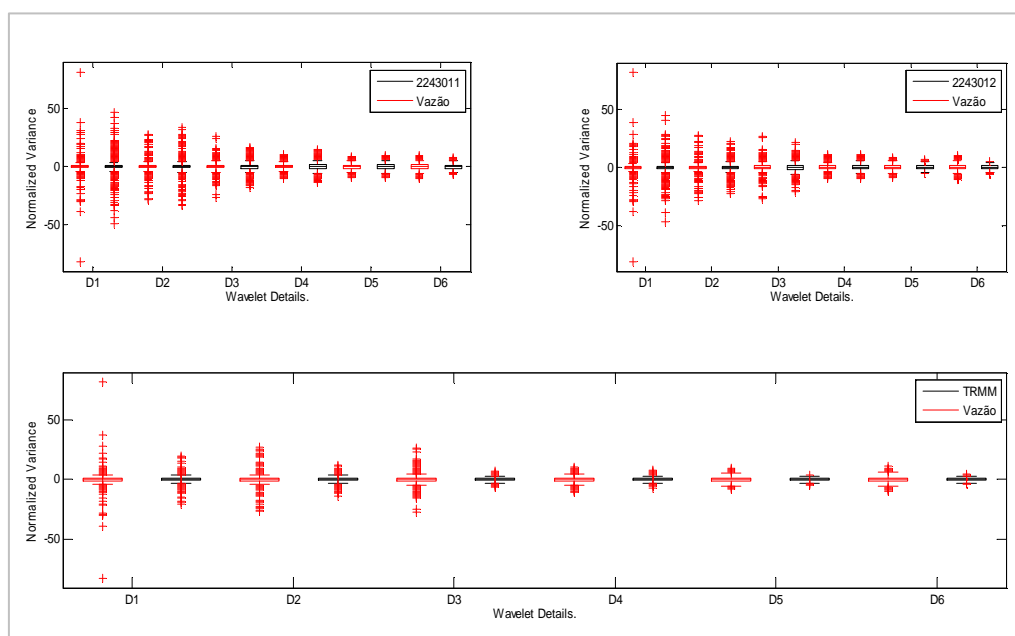 2243011
Vazão
50
0
-50
Normalized Variance
D1 D2 D3 D4 D5 D6
Wavelet Details.
2243012
Vazão
50
0
-50
Normalized Variance
D1 D2 D3 D4 D5 D6
Wavelet Details.
TRMM
Vazão
50
0
-50
Normalized Variance
D1 D2 D3 D4 D5 D6
Wavelet Details.